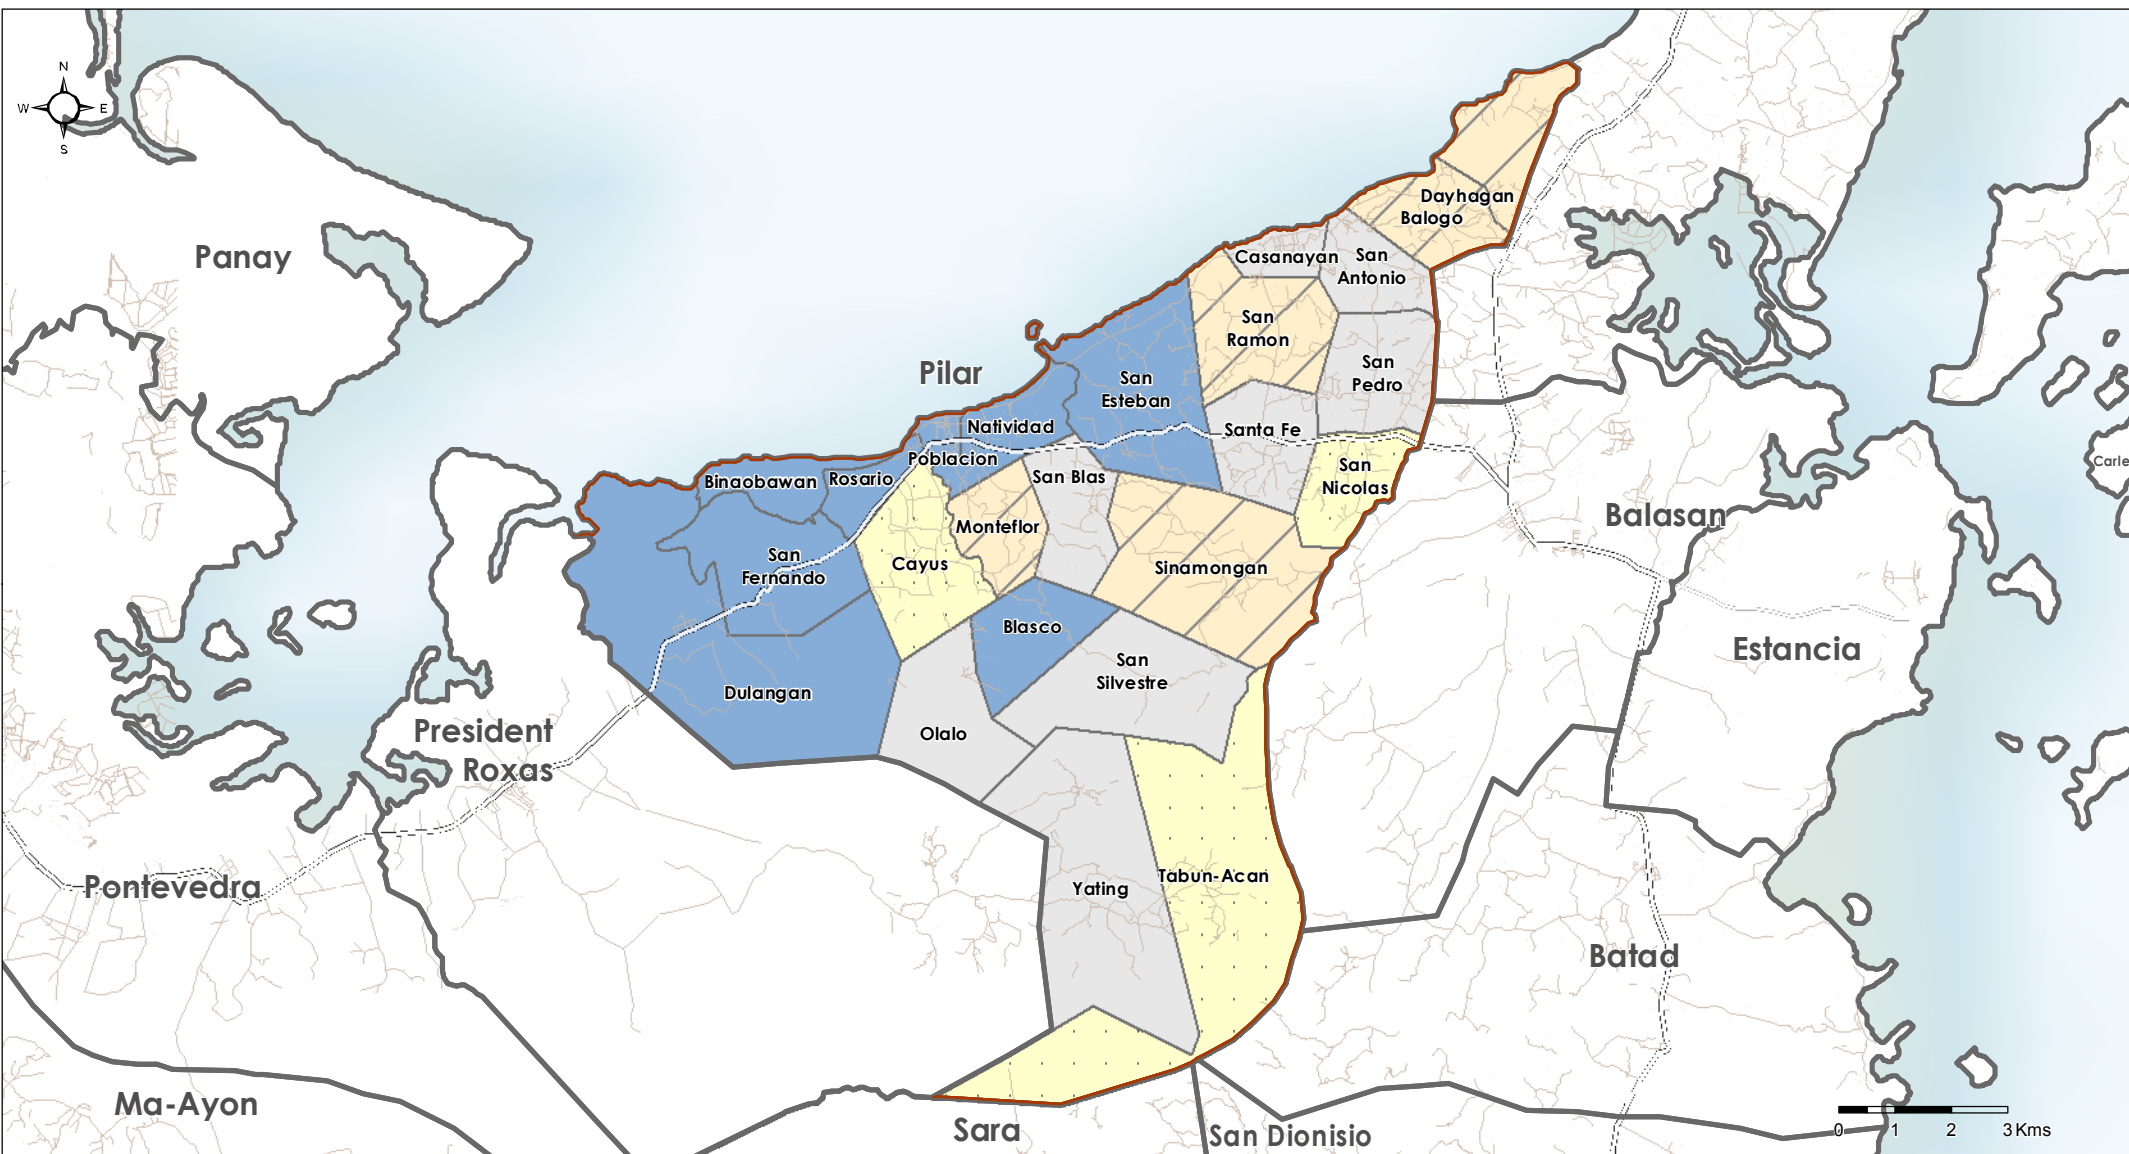 N
W
E
S
Panay
Dayhagan
Balogo
Casanayan
San
Antonio
San
Ramon
Pilar
San
Pedro
San
Esteban
Natividad
Santa Fe
Poblacion
San Blas
San
Nicolas
Binaobawan
Rosario
Carle
Monteflor
Balasan
San
Fernando
Cayus
Sinamongan
Blasco
Estancia
San
Silvestre
Dulangan
President
Roxas
Olalo
Pontevedra
Yating
Tabun-Acan
Batad
Ma-Ayon
Sara
San Dionisio
0 1 2 3 Kms